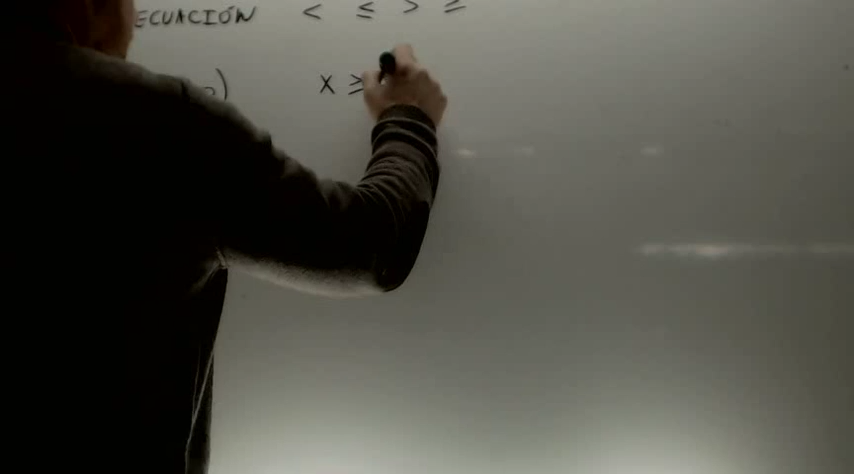 ECUACIÓN < ≤ > ≥
) x ≥